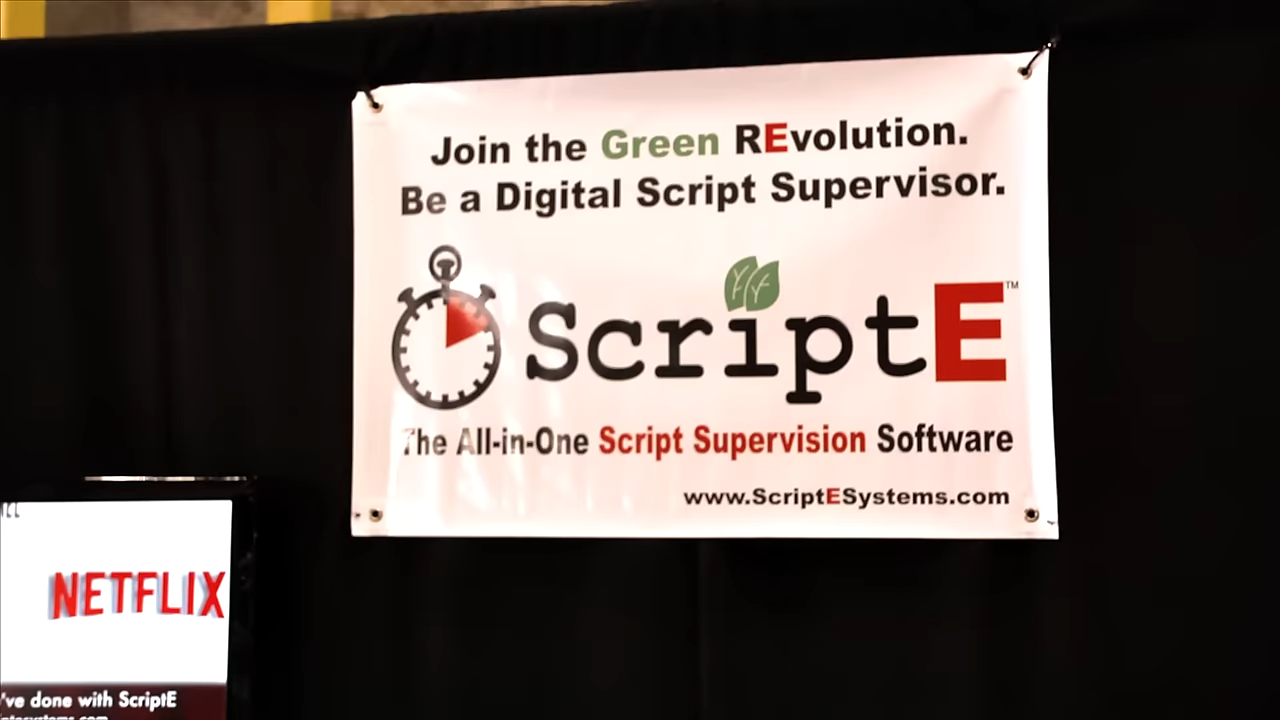 Join the Green REvolution.
Be a Digital Script Supervisor.
ScriptE™
The All-in-One Script Supervision Software
www.ScriptESystems.com
NETFLIX
've done with ScriptE